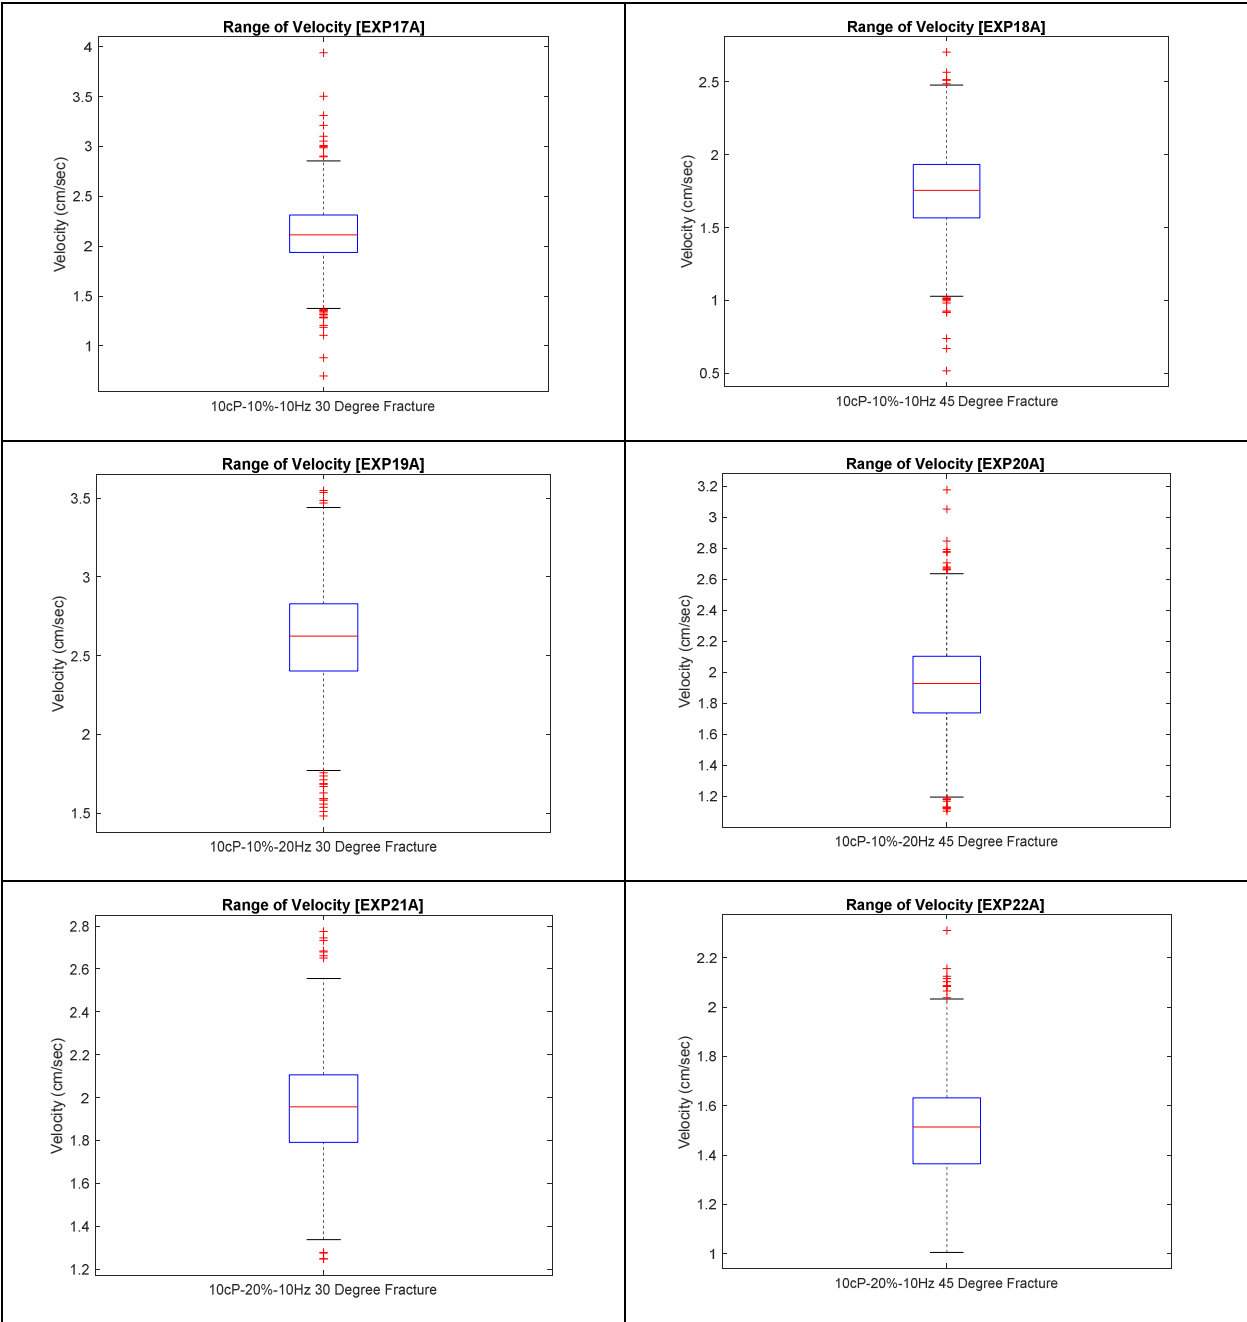 Range of Velocity [EXP17A]
4
3.5
3
2.5
2
1.5
1
Velocity (cm/sec)
10cP-10%-10Hz 30 Degree Fracture
Range of Velocity [EXP18A]
2.5
2
1.5
1
0.5
Velocity (cm/sec)
10cP-10%-10Hz 45 Degree Fracture
Range of Velocity [EXP19A]
3.5
3
2.5
2
1.5
Velocity (cm/sec)
10cP-10%-20Hz 30 Degree Fracture
Range of Velocity [EXP20A]
3.2
3
2.8
2.6
2.4
2.2
2
1.8
1.6
1.4
1.2
Velocity (cm/sec)
10cP-10%-20Hz 45 Degree Fracture
Range of Velocity [EXP21A]
2.8
2.6
2.4
2.2
2
1.8
1.6
1.4
1.2
Velocity (cm/sec)
10cP-20%-10Hz 30 Degree Fracture
Range of Velocity [EXP22A]
2.2
2
1.8
1.6
1.4
1.2
1
Velocity (cm/sec)
10cP-20%-10Hz 45 Degree Fracture